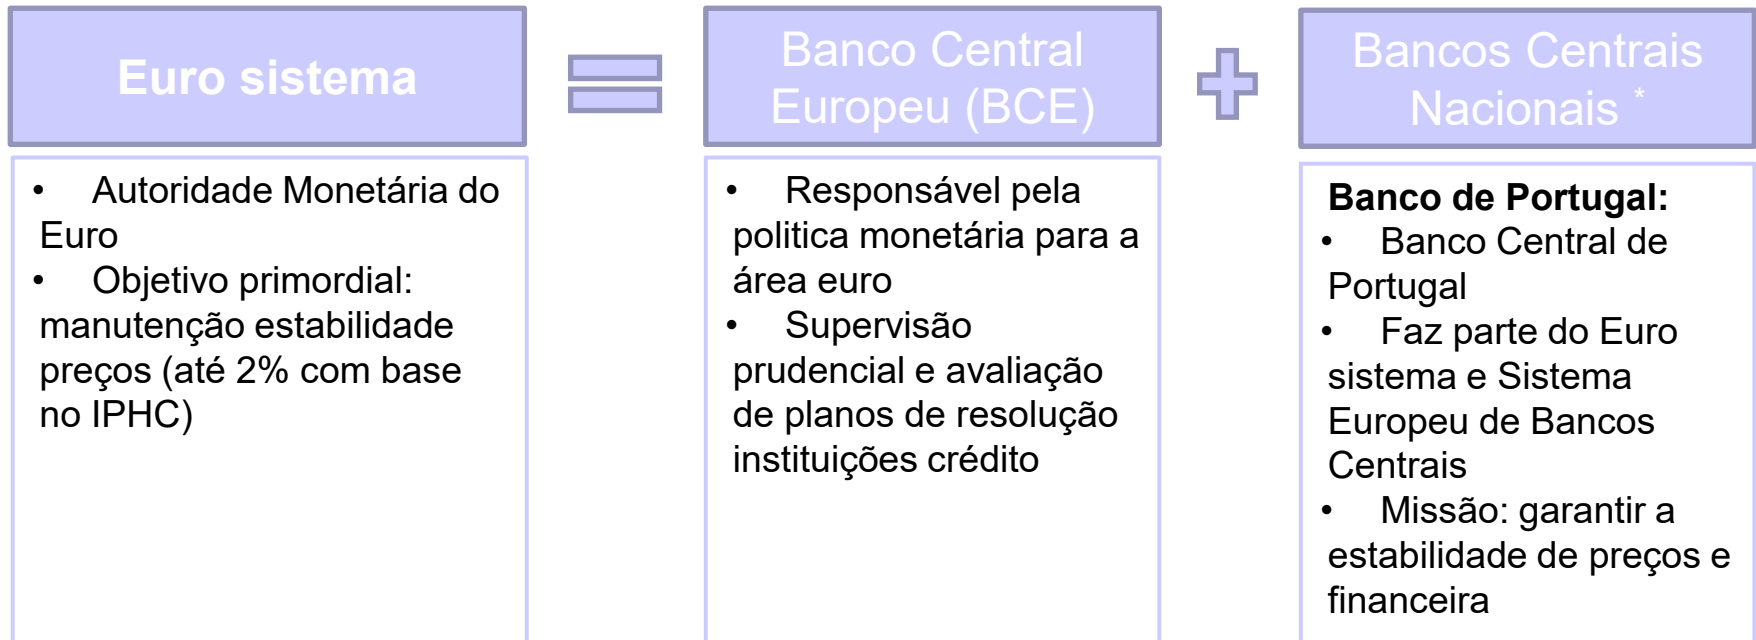 Euro sistema
Banco Central
Europeu (BCE)
Bancos Centrais
Nacionais *
• Autoridade Monetária do
Euro
• Objetivo primordial:
manutenção estabilidade
preços (até 2% com base
no IPHC)
• Responsável pela
politica monetária para a
área euro
• Supervisão
prudencial e avaliação
de planos de resolução
instituições crédito
Banco de Portugal:
• Banco Central de
Portugal
• Faz parte do Euro
sistema e Sistema
Europeu de Bancos
Centrais
• Missão: garantir a
estabilidade de preços e
financeira